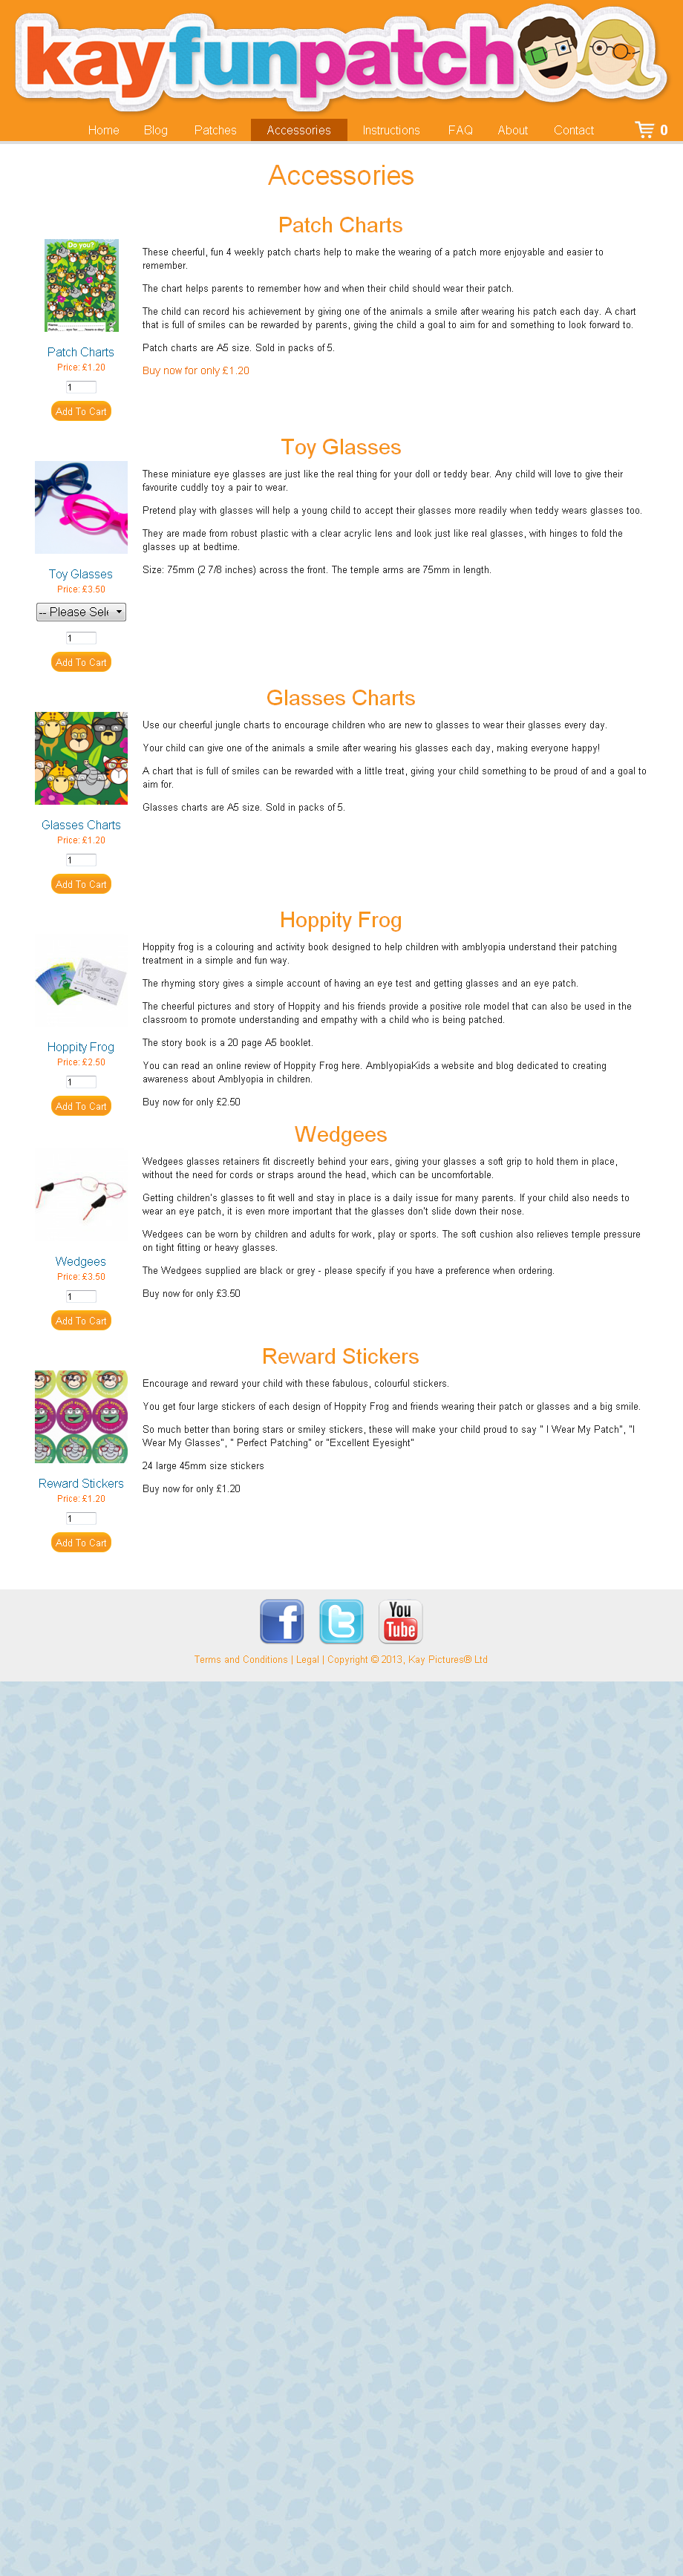 kayfunpatch
Home Blog Patches Accessories Instructions FAQ About Contact 0
Accessories
Patch Charts
Do you?
These cheerful, fun 4 weekly patch charts help to make the wearing of a patch more enjoyable and easier to
remember.
The chart helps parents to remember how and when their child should wear their patch.
The child can record his achievement by giving one of the animals a smile after wearing his patch each day. A chart
that is full of smiles can be rewarded by parents, giving the child a goal to aim for and something to look forward to.
Patch charts are A5 size. Sold in packs of 5.
Buy now for only £1.20
Patch Charts
Price: £1.20
1
Add To Cart
Toy Glasses
These miniature eye glasses are just like the real thing for your doll or teddy bear. Any child will love to give their
favourite cuddly toy a pair to wear.
Pretend play with glasses will help a young child to accept their glasses more readily when teddy wears glasses too.
They are made from robust plastic with a clear acrylic lens and look just like real glasses, with hinges to fold the
glasses up at bedtime.
Size: 75mm (2 7/8 inches) across the front. The temple arms are 75mm in length.
Toy Glasses
Price: £3.50
-- Please Sele
1
Add To Cart
Glasses Charts
Use our cheerful jungle charts to encourage children who are new to glasses to wear their glasses every day.
Your child can give one of the animals a smile after wearing his glasses each day, making everyone happy!
A chart that is full of smiles can be rewarded with a little treat, giving your child something to be proud of and a goal to
aim for.
Glasses charts are A5 size. Sold in packs of 5.
Glasses Charts
Price: £1.20
1
Add To Cart
Hoppity Frog
Hoppity frog is a colouring and activity book designed to help children with amblyopia understand their patching
treatment in a simple and fun way.
The rhyming story gives a simple account of having an eye test and getting glasses and an eye patch.
The cheerful pictures and story of Hoppity and his friends provide a positive role model that can also be used in the
classroom to promote understanding and empathy with a child who is being patched.
The story book is a 20 page A5 booklet.
You can read an online review of Hoppity Frog here. AmblyopiaKids a website and blog dedicated to creating
awareness about Amblyopia in children.
Buy now for only £2.50
Hoppity Frog
Price: £2.50
1
Add To Cart
Wedgees
Wedgees glasses retainers fit discreetly behind your ears, giving your glasses a soft grip to hold them in place,
without the need for cords or straps around the head, which can be uncomfortable.
Getting children's glasses to fit well and stay in place is a daily issue for many parents. If your child also needs to
wear an eye patch, it is even more important that the glasses don't slide down their nose.
Wedgees can be worn by children and adults for work, play or sports. The soft cushion also relieves temple pressure
on tight fitting or heavy glasses.
The Wedgees supplied are black or grey - please specify if you have a preference when ordering.
Buy now for only £3.50
Wedgees
Price: £3.50
1
Add To Cart
Reward Stickers
Encourage and reward your child with these fabulous, colourful stickers.
You get four large stickers of each design of Hoppity Frog and friends wearing their patch or glasses and a big smile.
So much better than boring stars or smiley stickers, these will make your child proud to say " I Wear My Patch", "I
Wear My Glasses", " Perfect Patching" or "Excellent Eyesight"
24 large 45mm size stickers
Buy now for only £1.20
Reward Stickers
Price: £1.20
1
Add To Cart
f t You Tube
Terms and Conditions | Legal | Copyright © 2013, Kay Pictures® Ltd